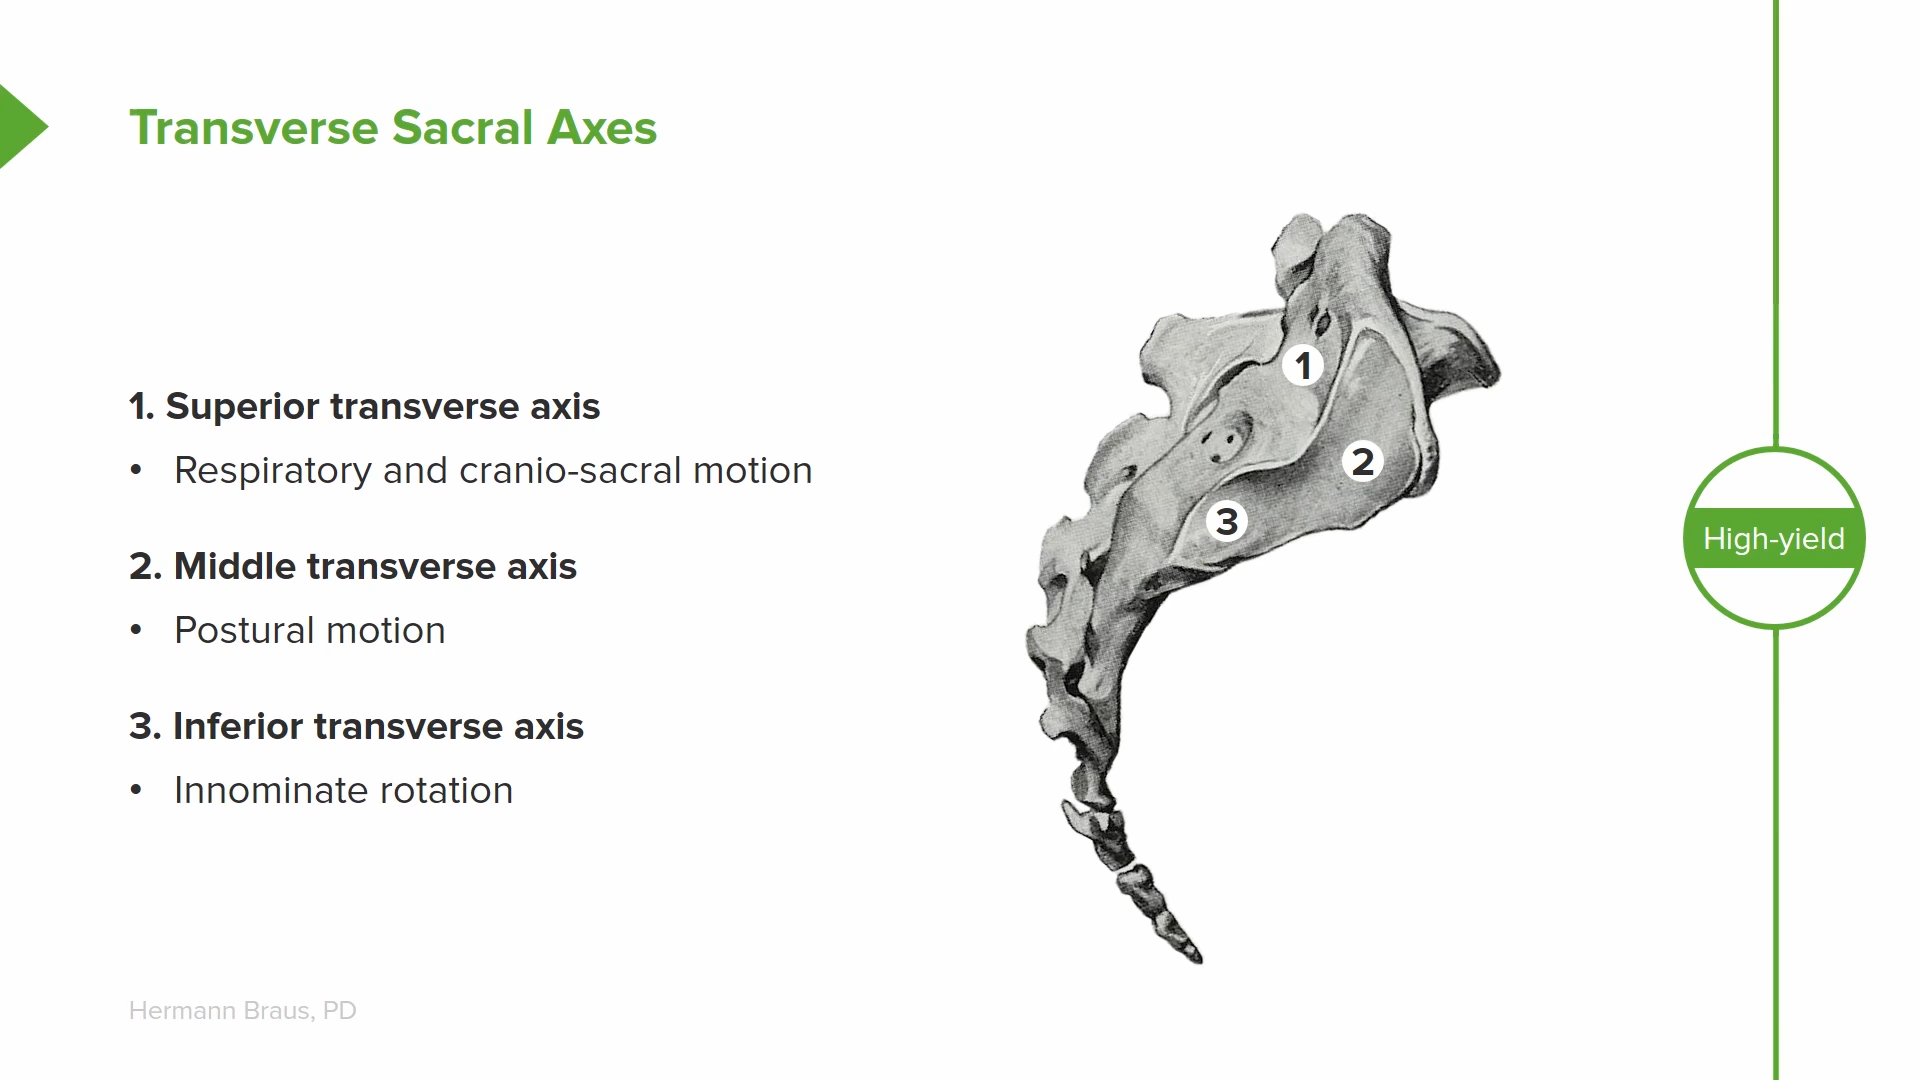 Transverse Sacral Axes
1. Superior transverse axis
• Respiratory and cranio-sacral motion
2. Middle transverse axis
• Postural motion
3. Inferior transverse axis
• Innominate rotation
1
2
3
High-yield
Hermann Braus, PD